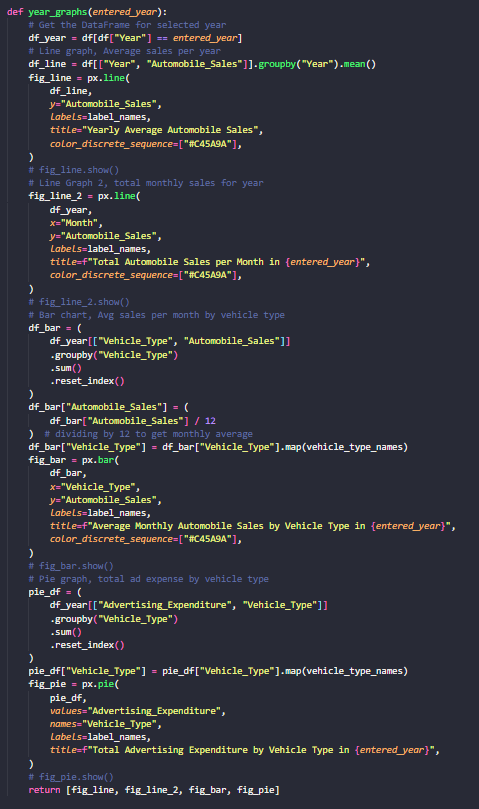 def year_graphs(entered_year):
    # Get the DataFrame for selected year
    df_year = df[df["Year"] == entered_year]
    # Line graph, Average sales per year
    df_line = df[["Year", "Automobile_Sales"]].groupby("Year").mean()
    fig_line = px.line(
        df_line,
        y="Automobile_Sales",
        labels=label_names,
        title="Yearly Average Automobile Sales",
        color_discrete_sequence=["#C45A9A"],
    )
    # fig_line.show()
    # Line Graph 2, total monthly sales for year
    fig_line_2 = px.line(
        df_year,
        x="Month",
        y="Automobile_Sales",
        labels=label_names,
        title=f"Total Automobile Sales per Month in {entered_year}",
        color_discrete_sequence=["#C45A9A"],
    )
    # fig_line_2.show()
    # Bar chart, Avg sales per month by vehicle type
    df_bar = (
        df_year[["Vehicle_Type", "Automobile_Sales"]]
        .groupby("Vehicle_Type")
        .sum()
        .reset_index()
    )
    df_bar["Automobile_Sales"] = (
        df_bar["Automobile_Sales"] / 12
    )  # dividing by 12 to get monthly average
    df_bar["Vehicle_Type"] = df_bar["Vehicle_Type"].map(vehicle_type_names)
    fig_bar = px.bar(
        df_bar,
        x="Vehicle_Type",
        y="Automobile_Sales",
        labels=label_names,
        title=f"Average Monthly Automobile Sales by Vehicle Type in {entered_year}",
        color_discrete_sequence=["#C45A9A"],
    )
    # fig_bar.show()
    # Pie graph, total ad expense by vehicle type
    pie_df = (
        df_year[["Advertising_Expenditure", "Vehicle_Type"]]
        .groupby("Vehicle_Type")
        .sum()
        .reset_index()
    )
    pie_df["Vehicle_Type"] = pie_df["Vehicle_Type"].map(vehicle_type_names)
    fig_pie = px.pie(
        pie_df,
        values="Advertising_Expenditure",
        names="Vehicle_Type",
        labels=label_names,
        title=f"Total Advertising Expenditure by Vehicle Type in {entered_year}",
    )
    # fig_pie.show()
    return [fig_line, fig_line_2, fig_bar, fig_pie]